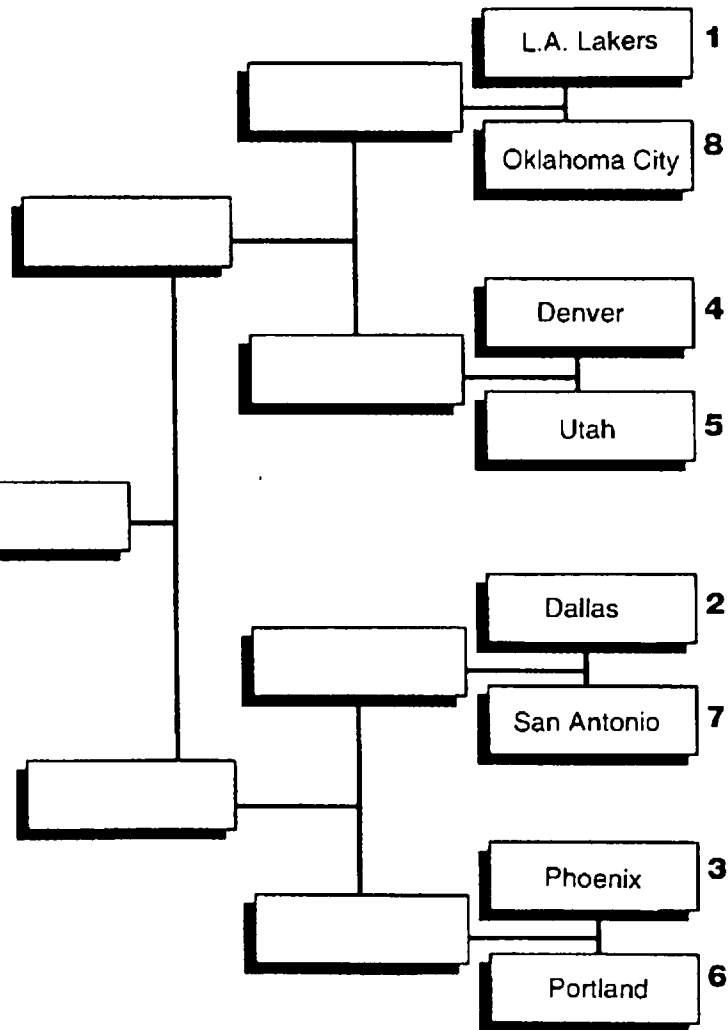 L.A. Lakers 1
Oklahoma City 8
Denver 4
Utah 5
Dallas 2
San Antonio 7
Phoenix 3
Portland 6